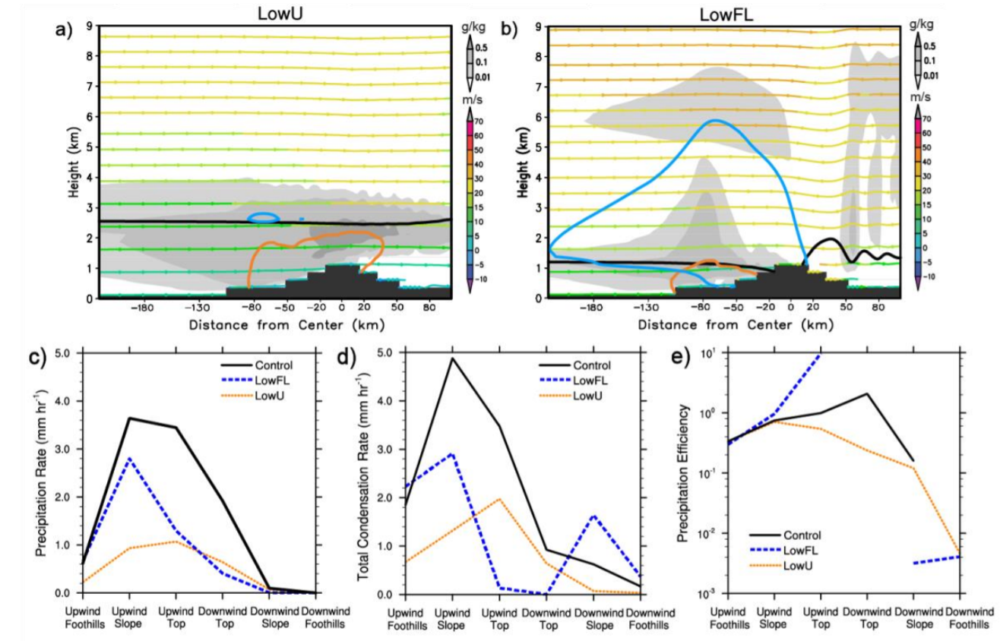 LowU
a)
9
8
7
6
5
4
3
2
1
0
Height (km)
−180 −130 −80 −50 −20 0 20 50 80
Distance from Center (km)
g/kg
0.5
0.1
0.01
m/s
70
60
50
40
30
20
15
10
5
0
−5
−10
LowFL
b)
9
8
7
6
5
4
3
2
1
0
Height (km)
−180 −130 −80 −50 −20 0 20 50 80
Distance from Center (km)
g/kg
0.5
0.1
0.01
m/s
70
60
50
40
30
20
15
10
5
0
−5
−10
c)
5.0
4.0
3.0
2.0
1.0
0.0
Precipitation Rate (mm hr⁻¹)
Control
LowFL
LowU
Upwind Upwind Upwind Downwind Downwind Downwind
Foothills Slope Top Top Slope Foothills
d)
5.0
4.0
3.0
2.0
1.0
0.0
Total Condensation Rate (mm hr⁻¹)
Control
LowFL
LowU
Upwind Upwind Upwind Downwind Downwind Downwind
Foothills Slope Top Top Slope Foothills
e)
10¹
10⁰
10⁻¹
10⁻²
10⁻³
Precipitation Efficiency
Control
LowFL
LowU
Upwind Upwind Upwind Downwind Downwind Downwind
Foothills Slope Top Top Slope Foothills